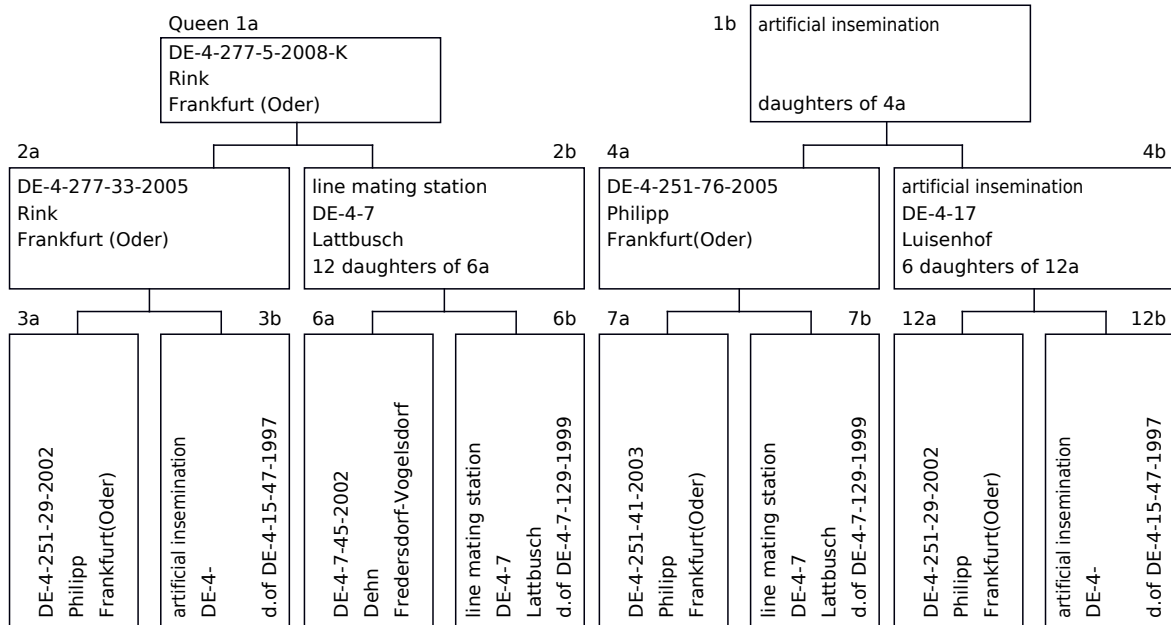 Queen 1a
DE-4-277-5-2008-K
Rink
Frankfurt (Oder)
1b
artificial insemination
daughters of 4a
2a
DE-4-277-33-2005
Rink
Frankfurt (Oder)
2b
line mating station
DE-4-7
Lattbusch
12 daughters of 6a
4a
DE-4-251-76-2005
Philipp
Frankfurt(Oder)
4b
artificial insemination
DE-4-17
Luisenhof
6 daughters of 12a
3a
DE-4-251-29-2002
Philipp
Frankfurt(Oder)
3b
artificial insemination
DE-4-
d.of DE-4-15-47-1997
6a
DE-4-7-45-2002
Dehn
Fredersdorf-Vogelsdorf
6b
line mating station
DE-4-7
Lattbusch
d.of DE-4-7-129-1999
7a
DE-4-251-41-2003
Philipp
Frankfurt(Oder)
7b
line mating station
DE-4-7
Lattbusch
d.of DE-4-7-129-1999
12a
DE-4-251-29-2002
Philipp
Frankfurt(Oder)
12b
artificial insemination
DE-4-
d.of DE-4-15-47-1997